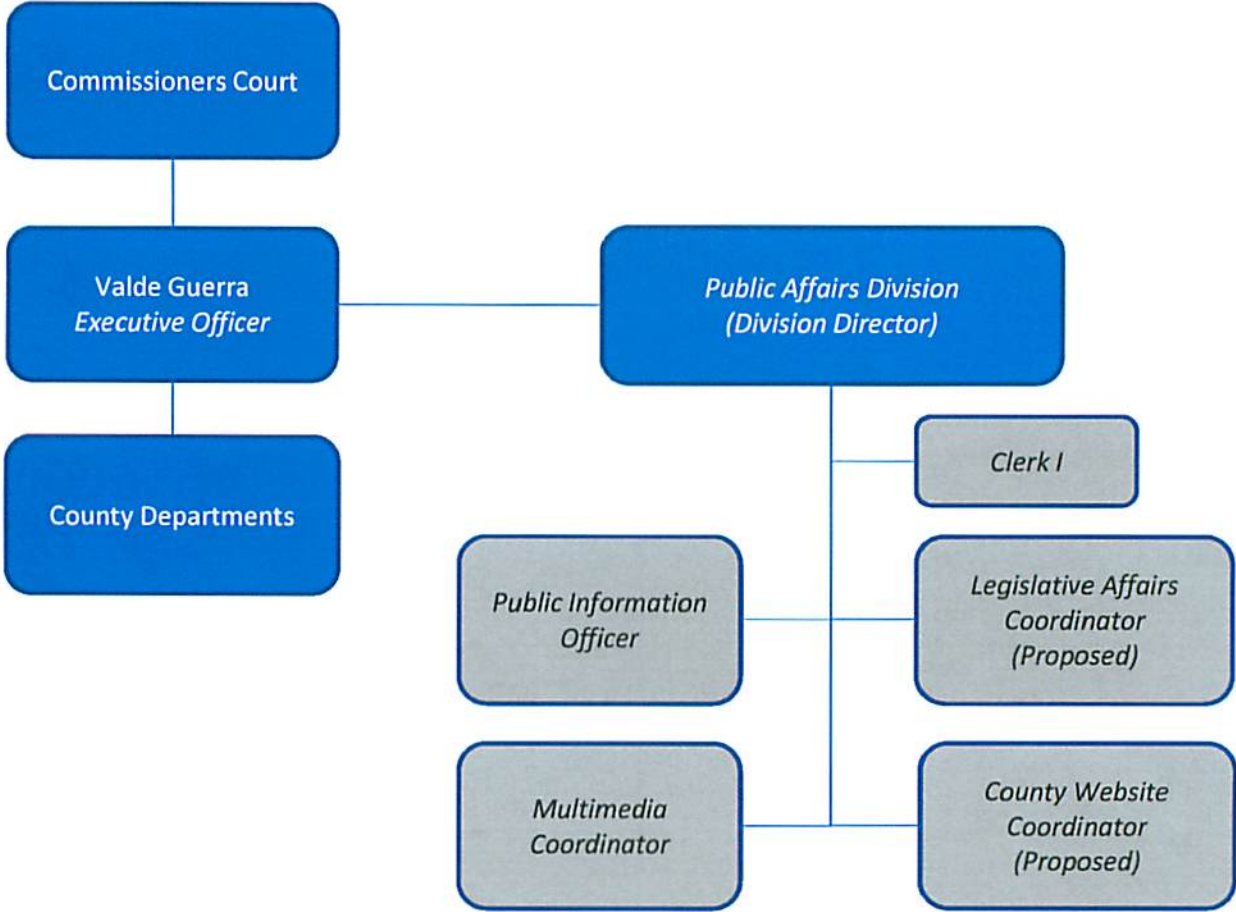 Commissioners Court
Valde Guerra
Executive Officer
Public Affairs Division
(Division Director)
County Departments
Clerk I
Public Information
Officer
Legislative Affairs
Coordinator
(Proposed)
Multimedia
Coordinator
County Website
Coordinator
(Proposed)